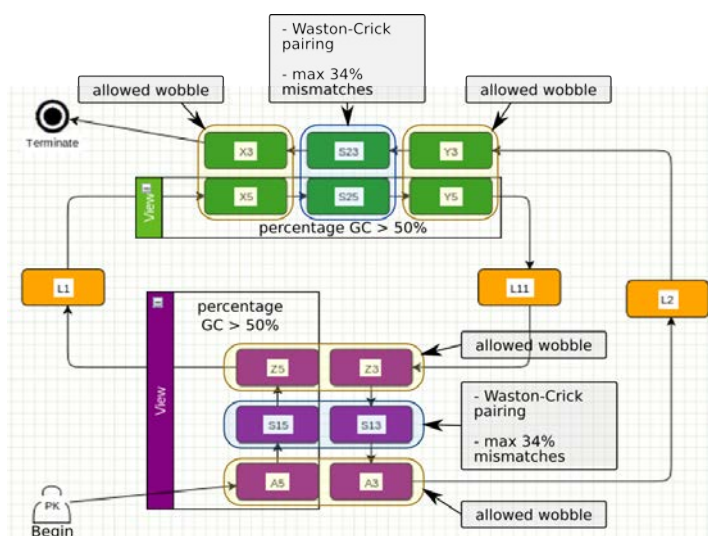 - Waston-Crick
pairing
- max 34%
mismatches
allowed wobble
allowed wobble
Terminate
X3
S23
Y3
View
X5
S25
Y5
percentage GC > 50%
L1
L11
L2
percentage
GC > 50%
allowed wobble
Z5
Z3
View
- Waston-Crick
pairing
- max 34%
mismatches
S15
S13
A5
A3
PK
Begin
allowed wobble